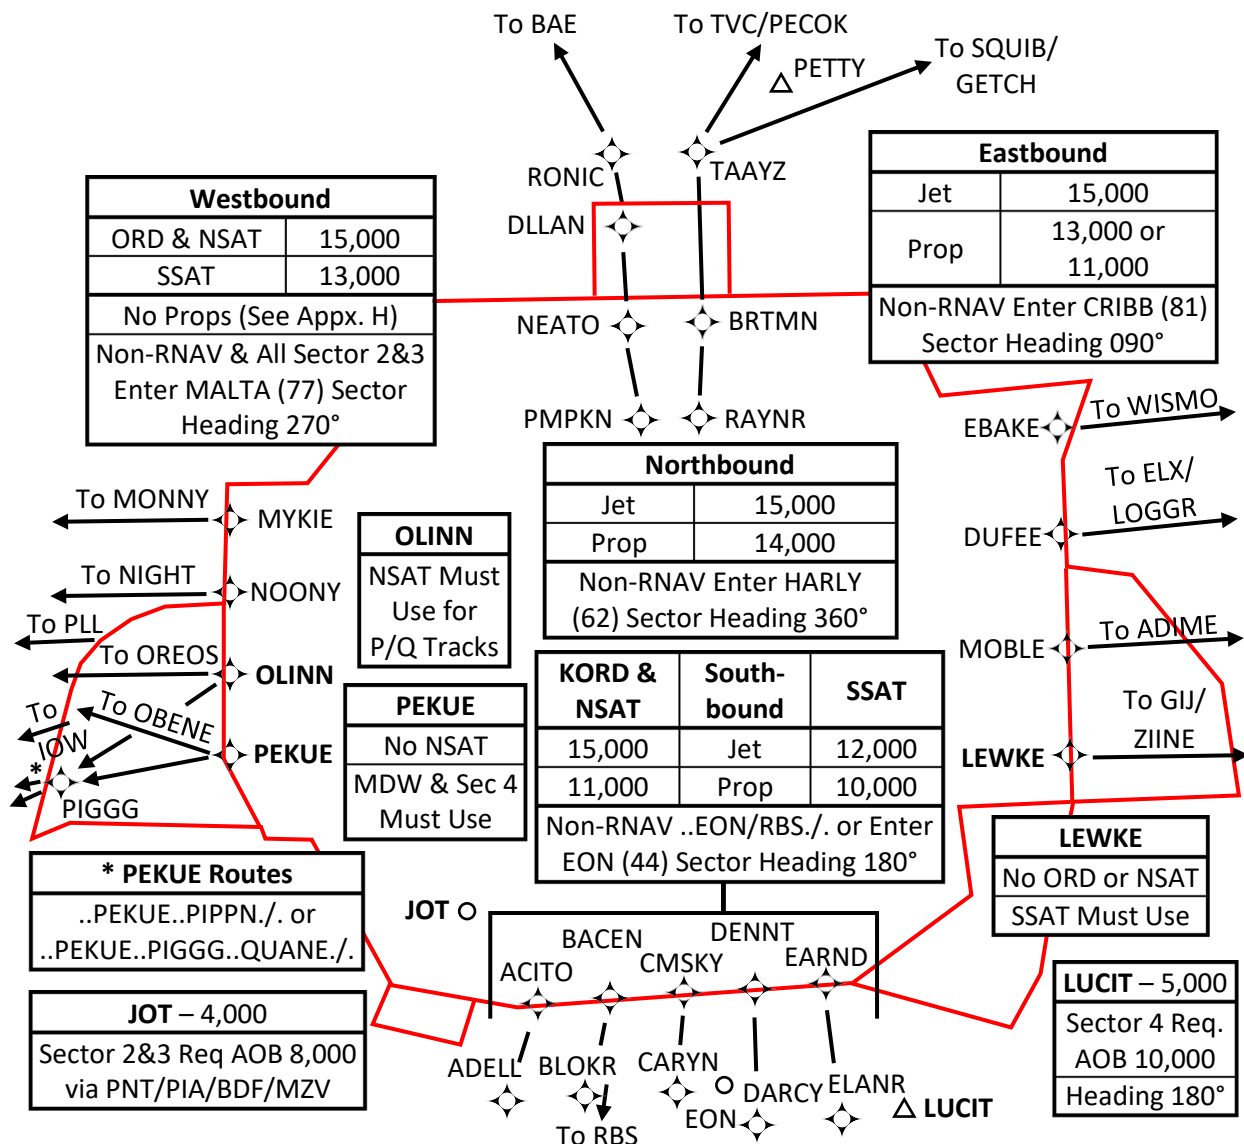 To BAE
To TVC/PECOK
To SQUIB/
GETCH
PETTY
RONIC
TAAYZ
DLLAN
NEATO
BRTMN
PMPKN
RAYNR
Westbound
ORD & NSAT 15,000
SSAT 13,000
No Props (See Appx. H)
Non-RNAV & All Sector 2&3
Enter MALTA (77) Sector
Heading 270°
Eastbound
Jet 15,000
Prop 13,000 or
11,000
Non-RNAV Enter CRIBB (81)
Sector Heading 090°
EBAKE
To WISMO
DUFEE
To ELX/
LOGGR
MOBLE
To ADIME
LEWKE
To GIJ/
ZIINE
Northbound
Jet 15,000
Prop 14,000
Non-RNAV Enter HARLY
(62) Sector Heading 360°
To MONNY
MYKIE
To NIGHT
NOONY
To PLL
To OREOS
OLINN
To OBENE
PEKUE
To
IOW
*
PIGGG
OLINN
NSAT Must
Use for
P/Q Tracks
PEKUE
No NSAT
MDW & Sec 4
Must Use
KORD & NSAT South-bound SSAT
15,000 Jet 12,000
11,000 Prop 10,000
Non-RNAV ..EON/RBS./. or Enter
EON (44) Sector Heading 180°
LEWKE
No ORD or NSAT
SSAT Must Use
* PEKUE Routes
..PEKUE..PIPPN./. or
..PEKUE..PIGGG..QUANE./.
JOT
BACEN
DENNT
ACITO
CMSKY
EARND
JOT – 4,000
Sector 2&3 Req AOB 8,000
via PNT/PIA/BDF/MZV
LUCIT – 5,000
Sector 4 Req.
AOB 10,000
Heading 180°
ADELL
BLOKR
CARYN
EON
DARCY
ELANR
LUCIT
To RBS